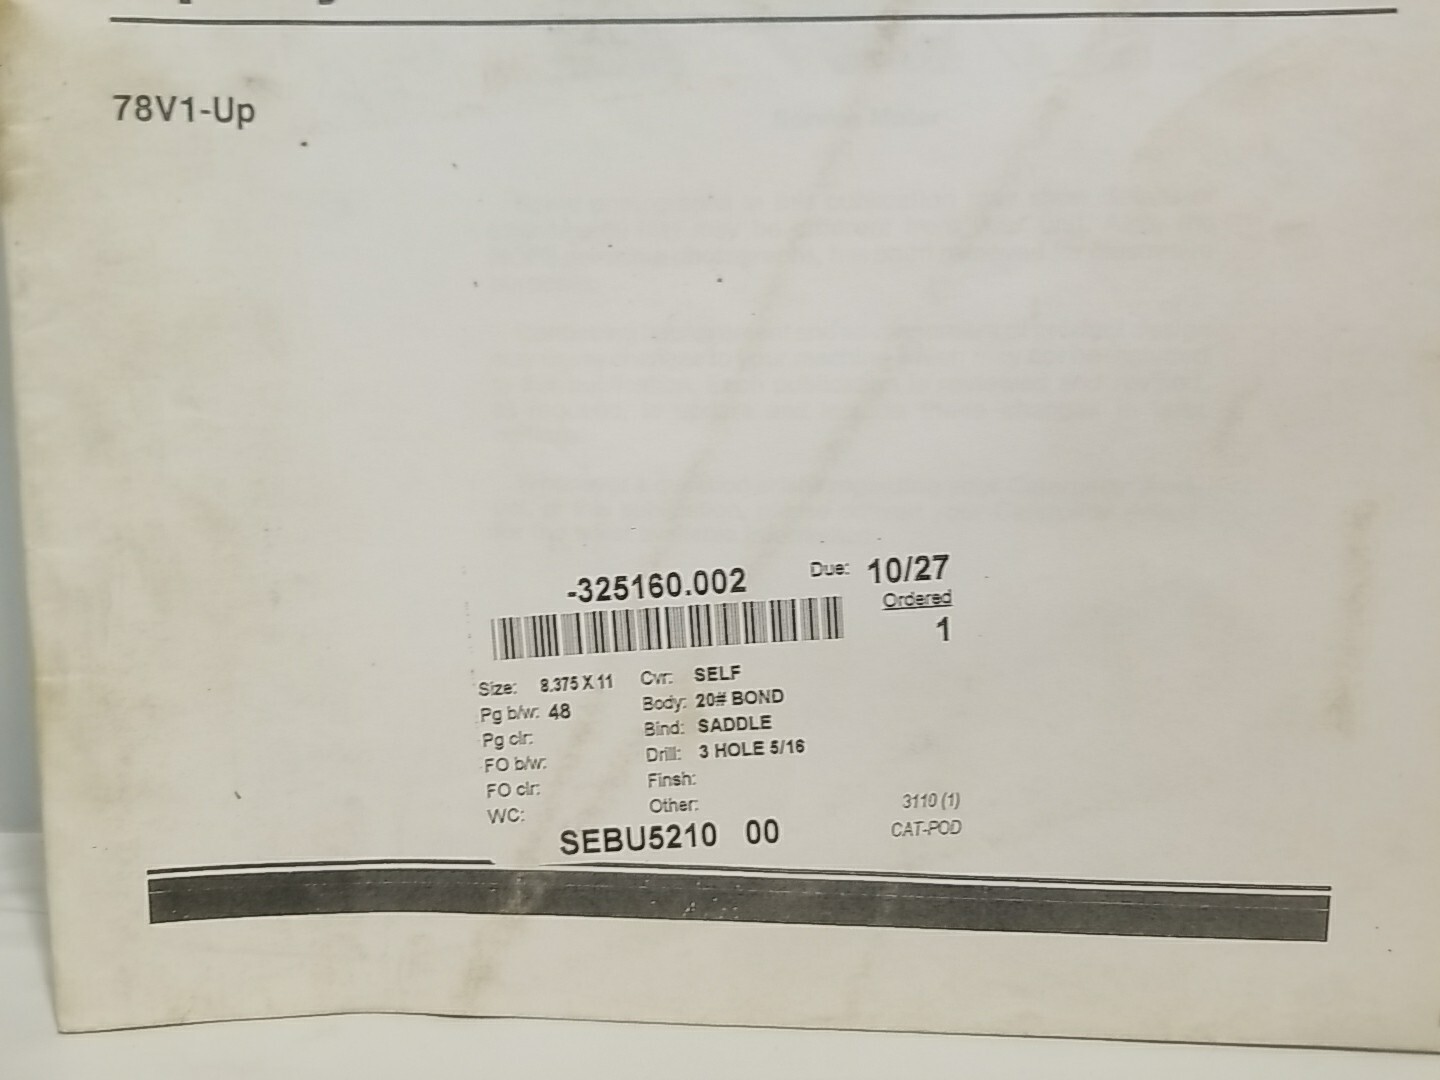 78V1-Up
-325160.002 Due: 10/27
Ordered
1
Size: 8.375 X 11 Cvr: SELF
Pg b/w: 48 Body: 20# BOND
Pg clr: Bind: SADDLE
FO b/w: Drill: 3 HOLE 5/16
FO clr: Finsh:
WC: Other:
3110 (1)
SEBU5210 00 CAT-POD